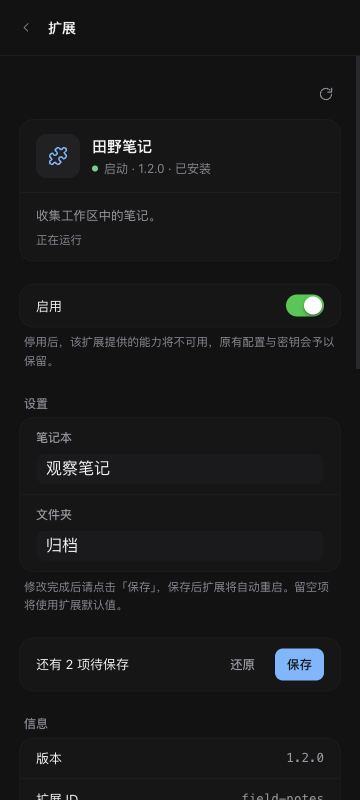 扩展
田野笔记
启动 · 1.2.0 · 已安装
收集工作区中的笔记。
正在运行
启用
停用后，该扩展提供的能力将不可用，原有配置与密钥会予以
保留。
设置
笔记本
观察笔记
文件夹
归档
修改完成后请点击「保存」，保存后扩展将自动重启。留空项
将使用扩展默认值。
还有 2 项待保存
还原
保存
信息
版本
1.2.0
扩展 ID
field-notes